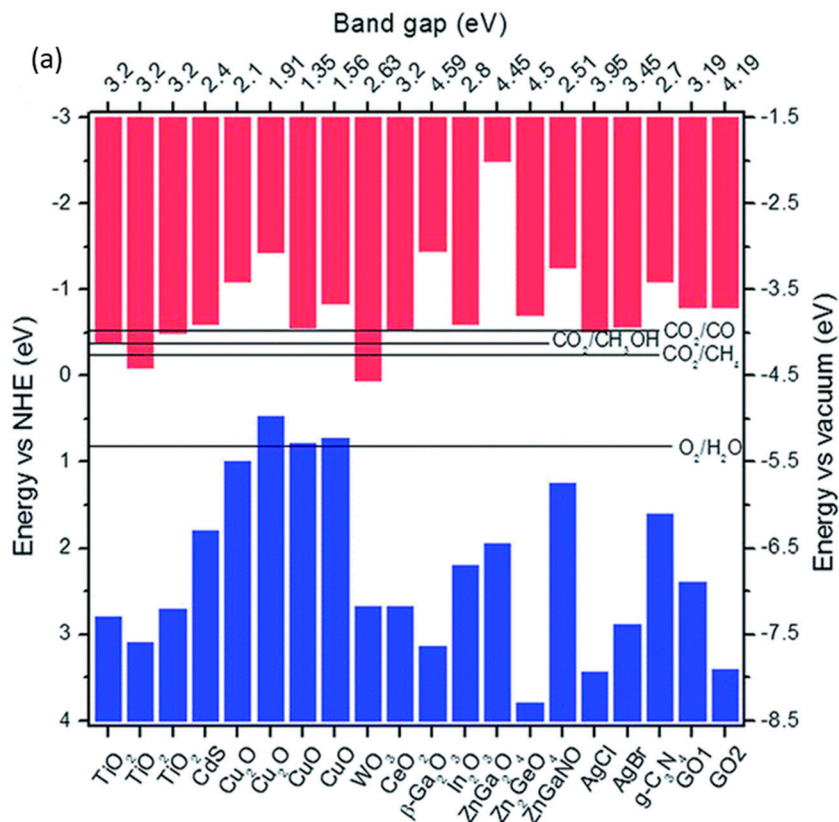 Band gap (eV)
(a)
3.2 3.2 3.2 2.4 2.1 1.91 1.35 1.56 2.63 3.2 4.59 2.8 4.45 4.5 2.51 3.95 3.45 2.7 3.19 4.19
Energy vs NHE (eV)
-3
-2
-1
0
1
2
3
4
CO₂/CO
CO₂/CH₃OH
CO₂/CH₄
O₂/H₂O
-1.5
-2.5
-3.5
-4.5
-5.5
-6.5
-7.5
-8.5
Energy vs vacuum (eV)
TiO₂ TiO₂ TiO₂ CdS Cu₂O Cu₂O CuO CuO WO₃ CeO₂ β-Ga₂O₃ In₂O₃ ZnGa₂O₄ Zn₂GeO₄ ZnGaNO AgCl AgBr g-C₃N₄ GO1 GO2